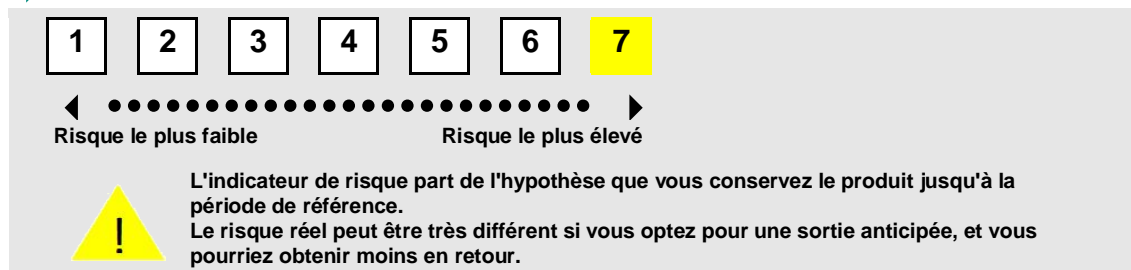 1 2 3 4 5 6 7
Risque le plus faible Risque le plus élevé
L'indicateur de risque part de l'hypothèse que vous conservez le produit jusqu'à la
période de référence.
Le risque réel peut être très différent si vous optez pour une sortie anticipée, et vous
pourriez obtenir moins en retour.
!